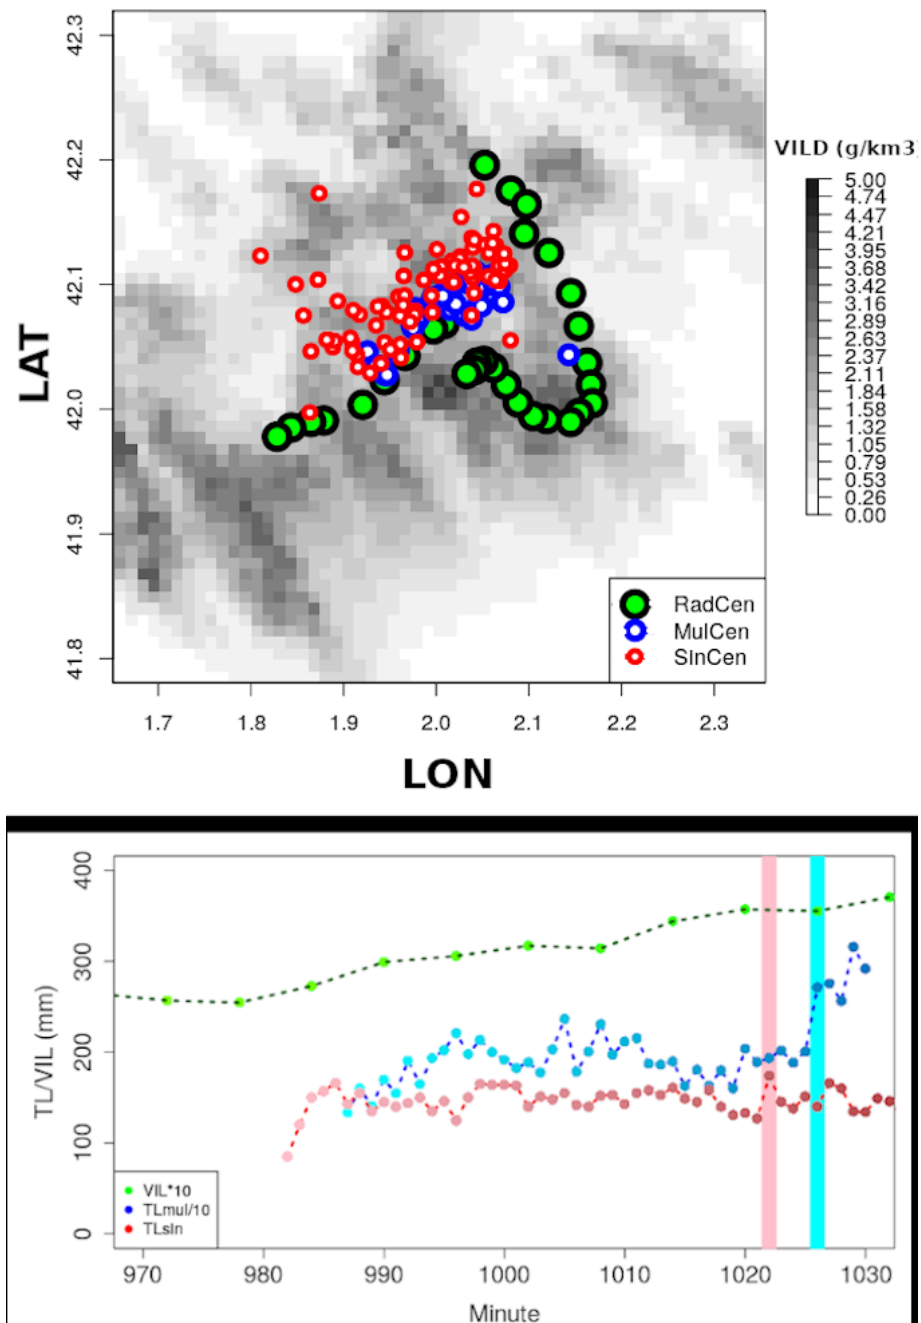 42.3
42.2
42.1
42.0
41.9
41.8
LAT
1.7 1.8 1.9 2.0 2.1 2.2 2.3
LON
VILD (g/km3)
5.00
4.74
4.47
4.21
3.95
3.68
3.42
3.16
2.89
2.63
2.37
2.11
1.84
1.58
1.32
1.05
0.79
0.53
0.26
0.00
RadCen
MulCen
SinCen
TL/VIL (mm)
400
300
200
100
0
VIL*10
TLmul/10
TLsin
970 980 990 1000 1010 1020 1030
Minute